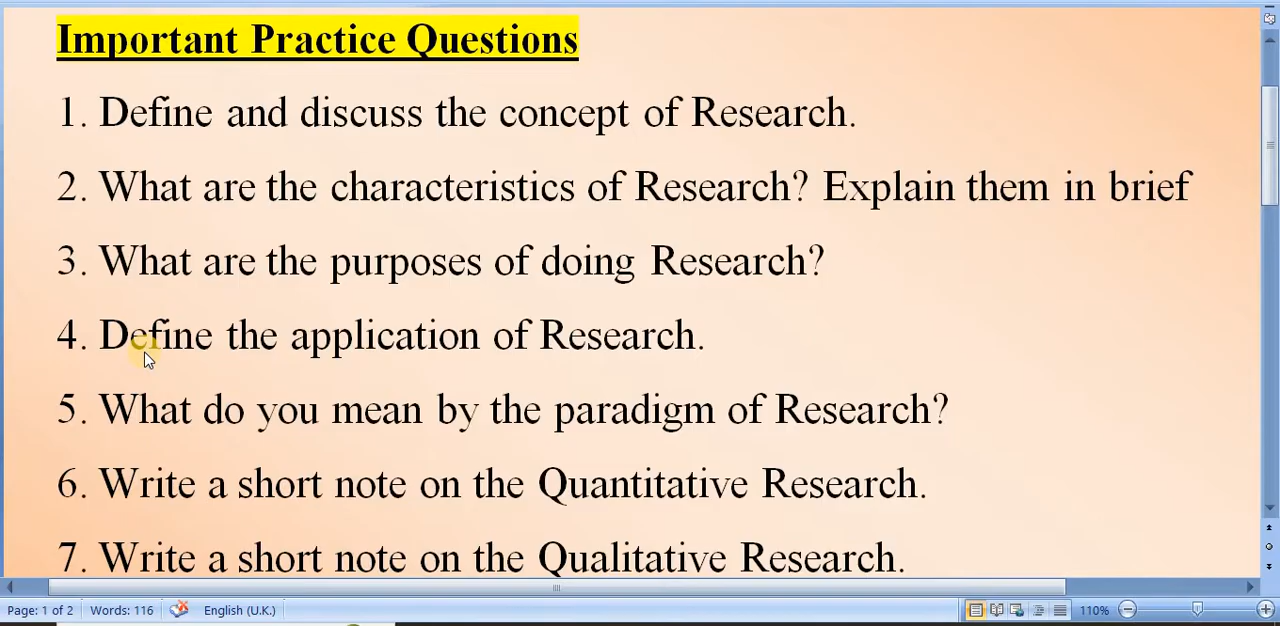 Important Practice Questions
1. Define and discuss the concept of Research.
2. What are the characteristics of Research? Explain them in brief
3. What are the purposes of doing Research?
4. Define the application of Research.
5. What do you mean by the paradigm of Research?
6. Write a short note on the Quantitative Research.
7. Write a short note on the Qualitative Research.
Page: 1 of 2 Words: 116 English (U.K.) 110%